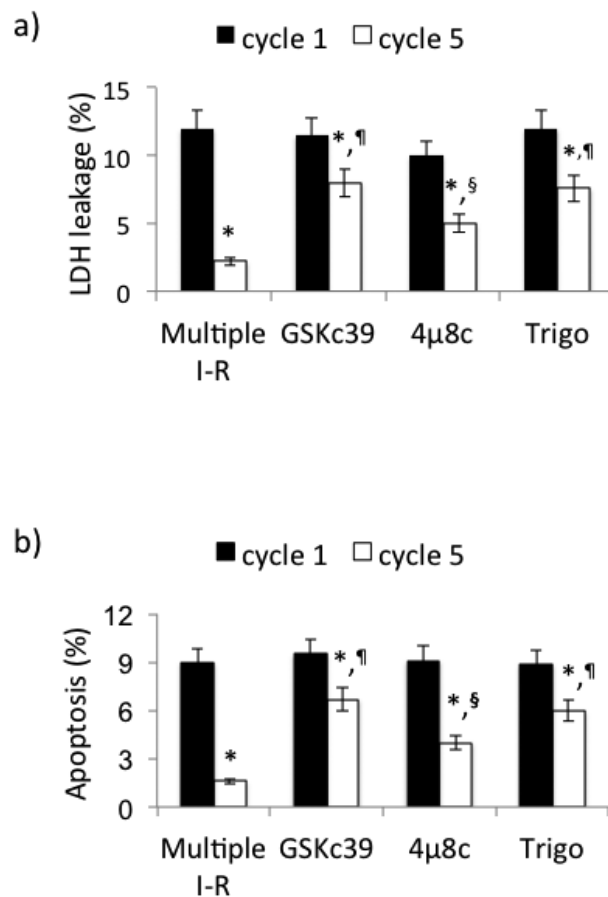 a)
■ cycle 1 □ cycle 5
LDH leakage (%)
15
10
5
0
*
*,¶
*,§
*,¶
Multiple I-R
GSKc39
4µ8c
Trigo
b)
■ cycle 1 □ cycle 5
Apoptosis (%)
12
9
6
3
0
*
*,¶
*,§
*,¶
Multiple I-R
GSKc39
4µ8c
Trigo